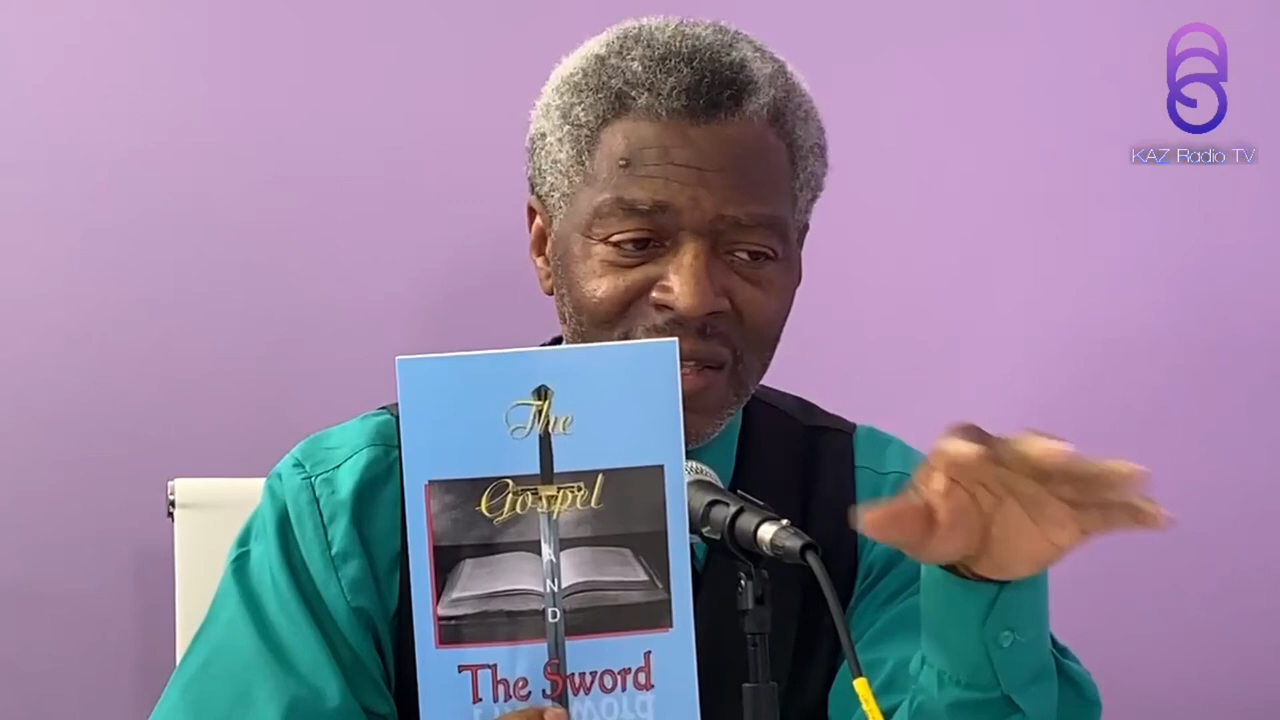 KAZ Radio TV
The
Gospel
AND
The Sword